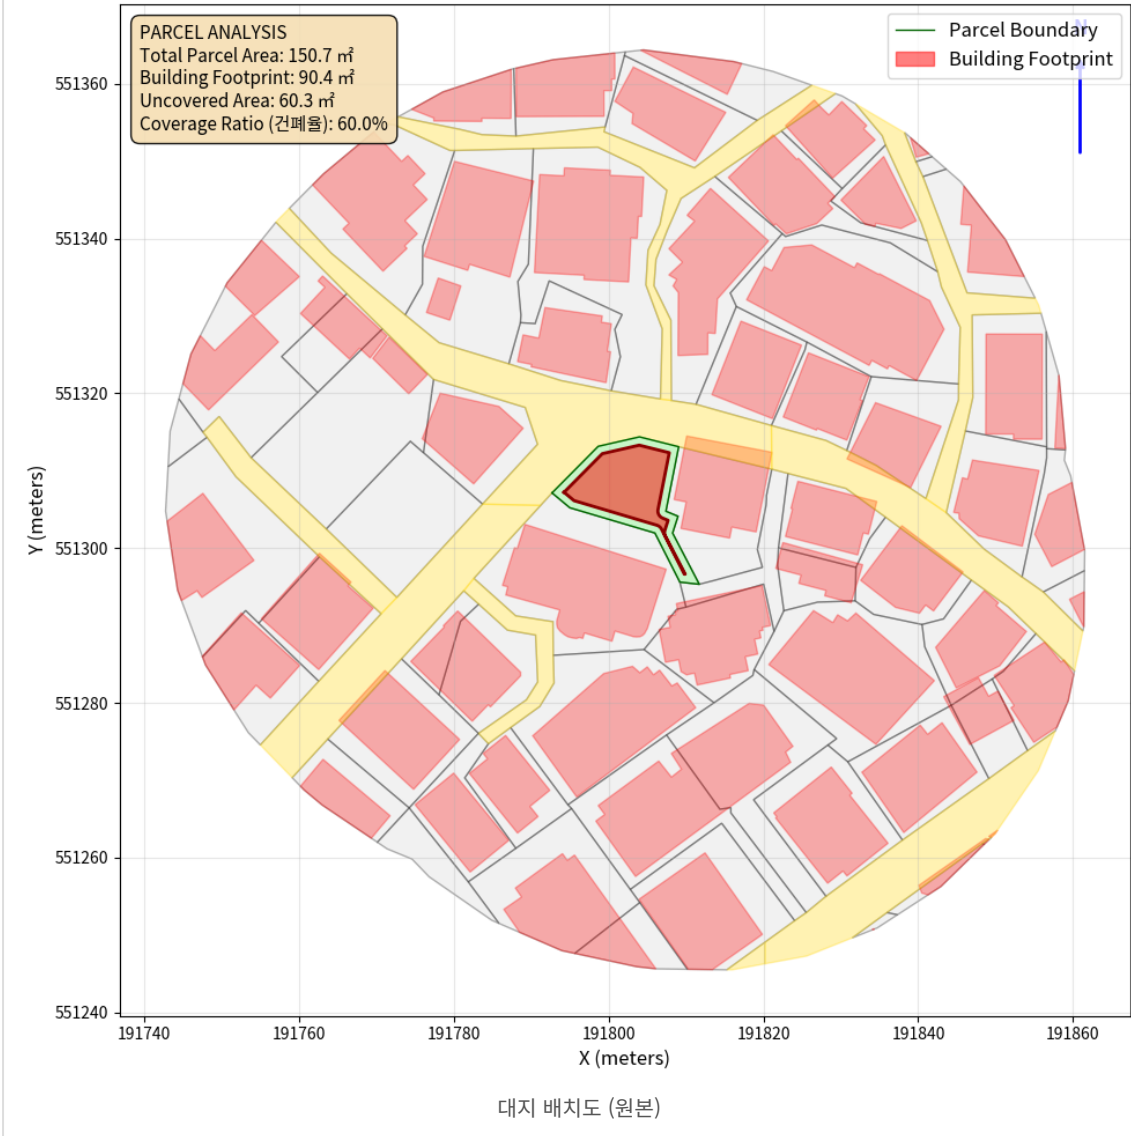 PARCEL ANALYSIS
Total Parcel Area: 150.7 ㎡
Building Footprint: 90.4 ㎡
Uncovered Area: 60.3 ㎡
Coverage Ratio (건폐율): 60.0%
N
Parcel Boundary
Building Footprint
551360
551340
551320
551300
551280
551260
551240
Y (meters)
191740
191760
191780
191800
191820
191840
191860
X (meters)
대지 배치도 (원본)